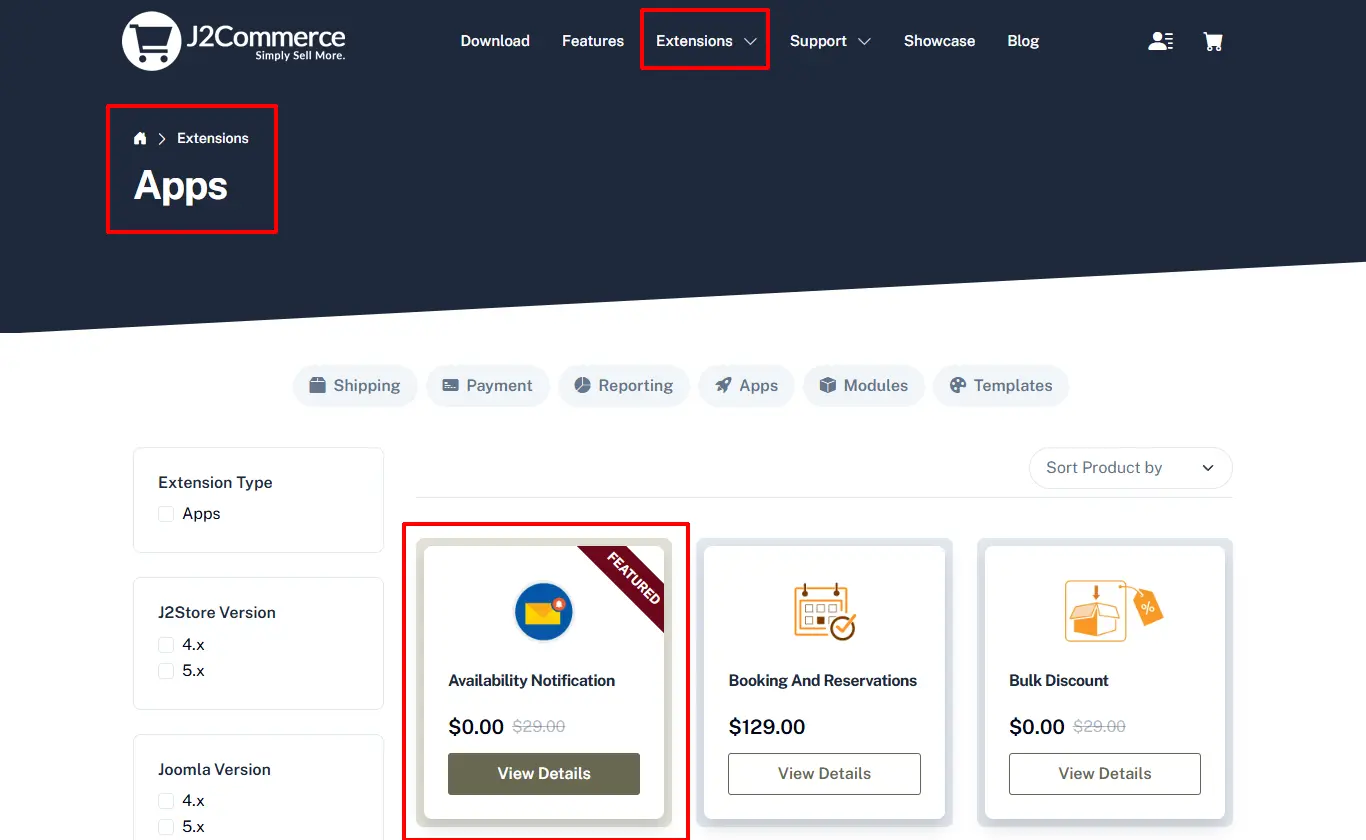 J2Commerce
Simply Sell More.
Download Features Extensions Support Showcase Blog
Extensions
Apps
Shipping Payment Reporting Apps Modules Templates
Sort Product by
Extension Type
Apps
J2Store Version
4.x
5.x
Joomla Version
4.x
5.x
FEATURED
Availability Notification
$0.00 $29.00
View Details
Booking And Reservations
$129.00
View Details
%
Bulk Discount
$0.00 $29.00
View Details